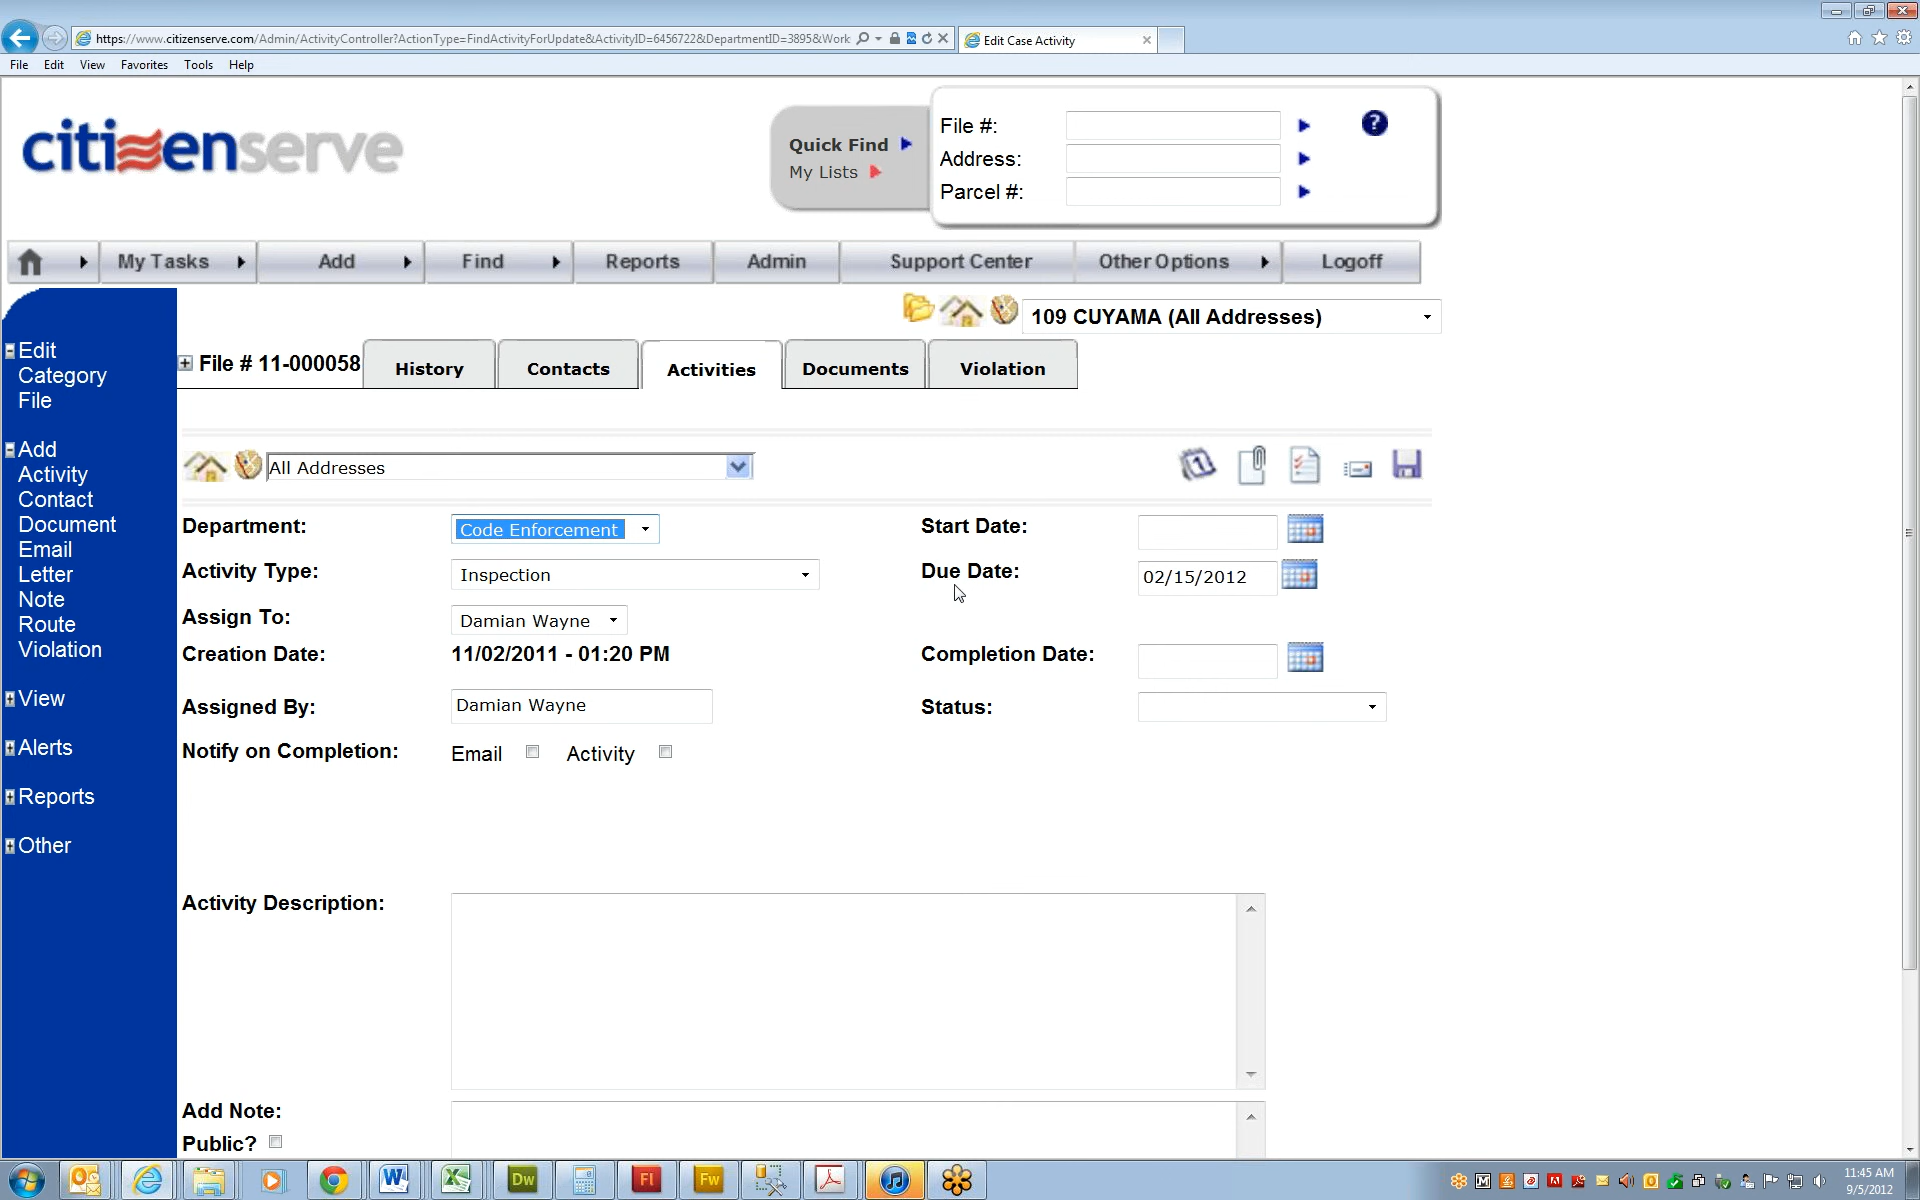 https://www.citizenserve.com/Admin/ActivityController?ActionType=FindActivityForUpdate&ActivityID=6456722&DepartmentID=3895&Work
Edit Case Activity
File Edit View Favorites Tools Help
citizenserve
Quick Find
My Lists
File #:
Address:
Parcel #:
?
My Tasks Add Find Reports Admin Support Center Other Options Logoff
109 CUYAMA (All Addresses)
File # 11-000058 History Contacts Activities Documents Violation
Edit
Category
File
Add
Activity
Contact
Document
Email
Letter
Note
Route
Violation
View
Alerts
Reports
Other
All Addresses
Department: Code Enforcement Start Date:
Activity Type: Inspection Due Date: 02/15/2012
Assign To: Damian Wayne
Creation Date: 11/02/2011 - 01:20 PM Completion Date:
Assigned By: Damian Wayne Status:
Notify on Completion: Email Activity
Activity Description:
Add Note:
Public?
Dw Fl Fw
11:45 AM
9/5/2012